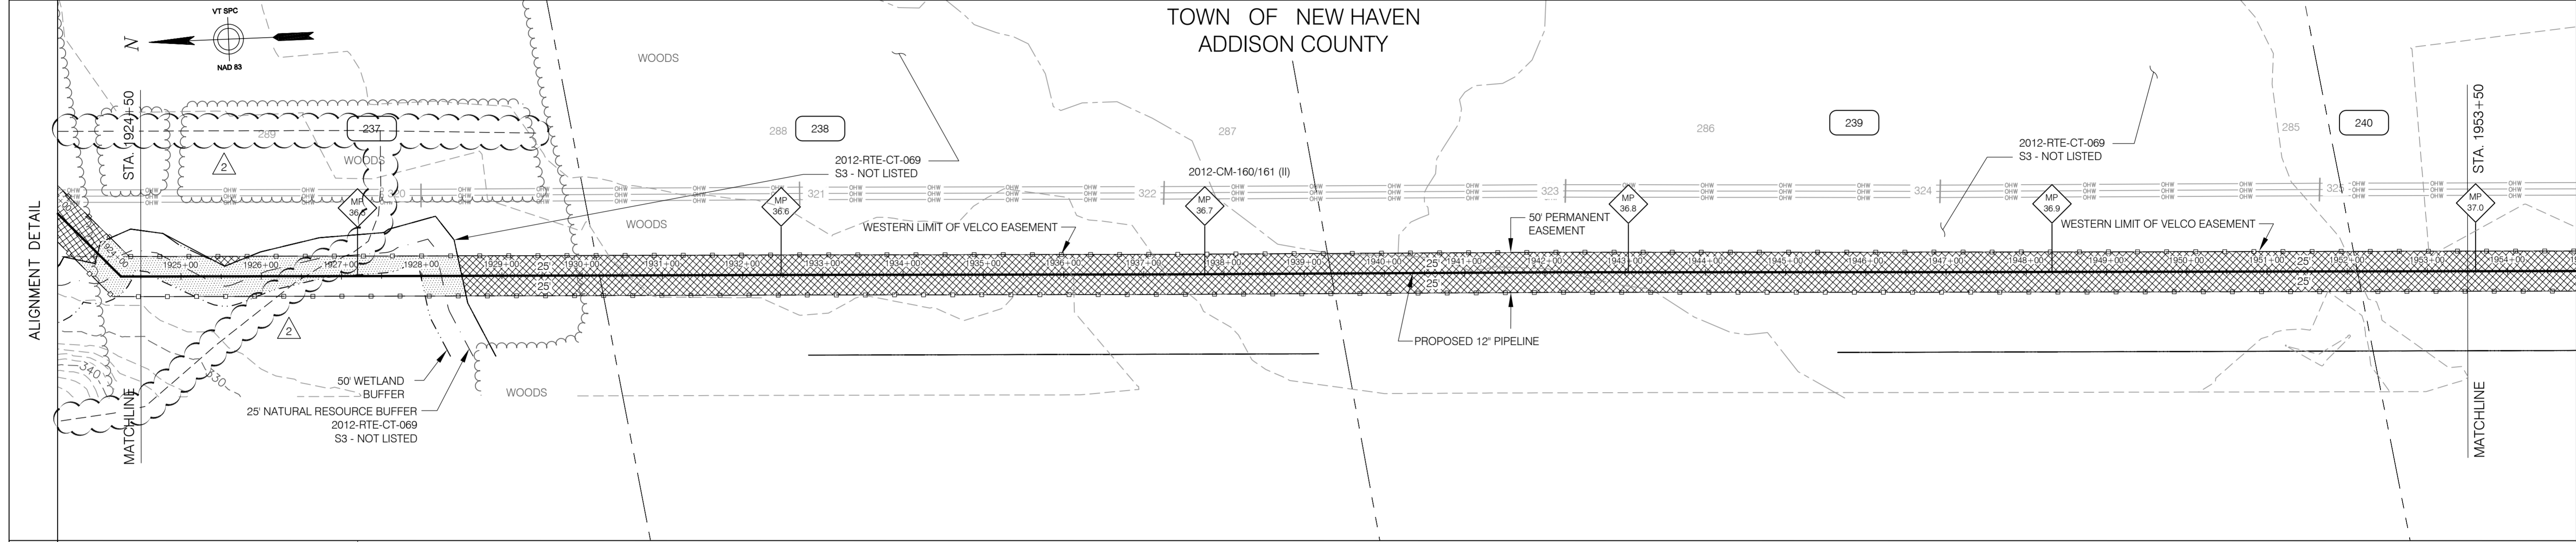 TOWN OF NEW HAVEN
ADDISON COUNTY
VT SPC
N
NAD 83
ALIGNMENT DETAIL
STA. 1924+50
MATCHLINE
STA. 1953+50
MATCHLINE
WOODS
WOODS
WOODS
WOODS
289
288
287
286
285
237
238
239
240
2
2
2012-RTE-CT-069
S3 - NOT LISTED
2012-CM-160/161 (II)
2012-RTE-CT-069
S3 - NOT LISTED
OHW
321
322
323
324
MP
MP
36.6
MP
36.7
MP
36.8
MP
36.9
MP
37.0
WESTERN LIMIT OF VELCO EASEMENT
50' PERMANENT
EASEMENT
WESTERN LIMIT OF VELCO EASEMENT
1925+00
1926+00
1927+00
1928+00
1929+00
1930+00
1931+00
1932+00
1933+00
1934+00
1935+00
1936+00
1937+00
1938+00
1939+00
1940+00
1941+00
1942+00
1943+00
1944+00
1945+00
1946+00
1947+00
1948+00
1949+00
1950+00
1951+00
1952+00
1953+00
1954+00
25'
25'
25'
25'
25'
25'
PROPOSED 12" PIPELINE
50' WETLAND
BUFFER
25' NATURAL RESOURCE BUFFER
2012-RTE-CT-069
S3 - NOT LISTED
340
330